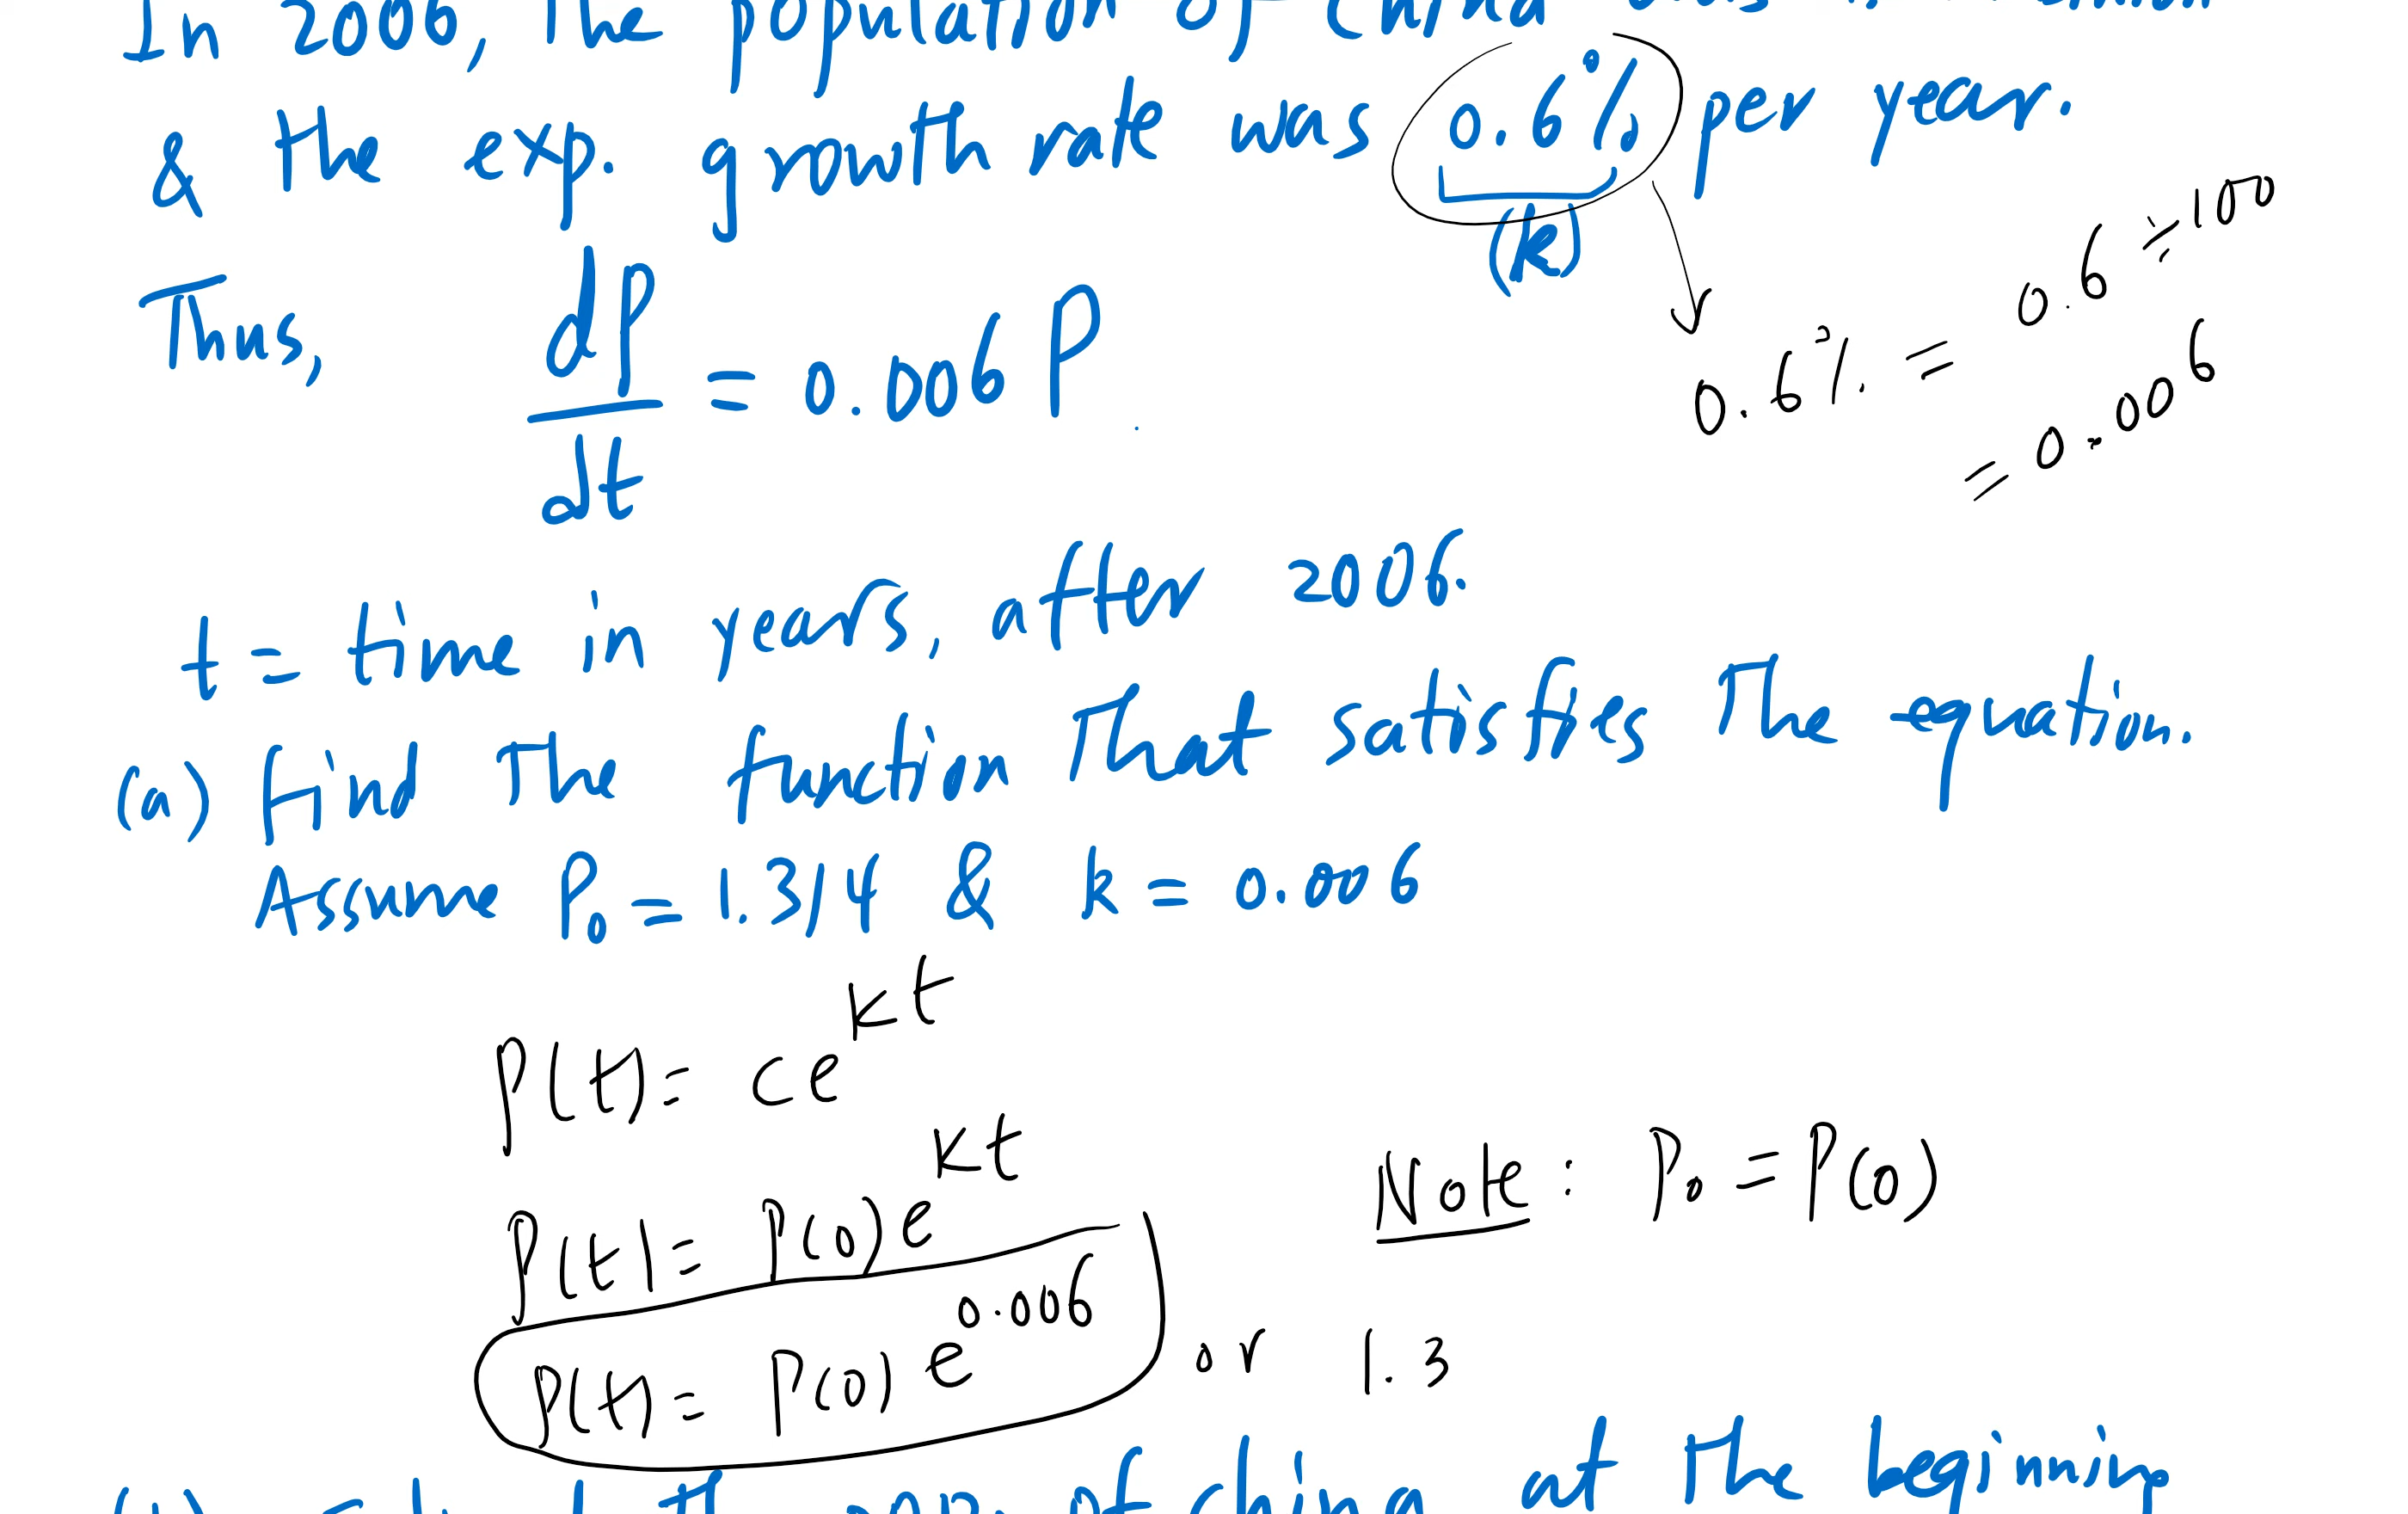 In 2006, the population of China
& the exp. growth rate was 0.6% per year.
(k)
0.6% = 0.6 ÷ 100
= 0.006
Thus, dP/dt = 0.006 P
t = time in years, after 2006.
(a) Find the function that satisfies the equation.
Assume P₀ = 1.314 & k = 0.006
P(t) = ce^kt
P(t) = P(0)e^kt
Note: P₀ = P(0)
P(t) = P(0)e^0.006 or 1.3
of China at the beginning